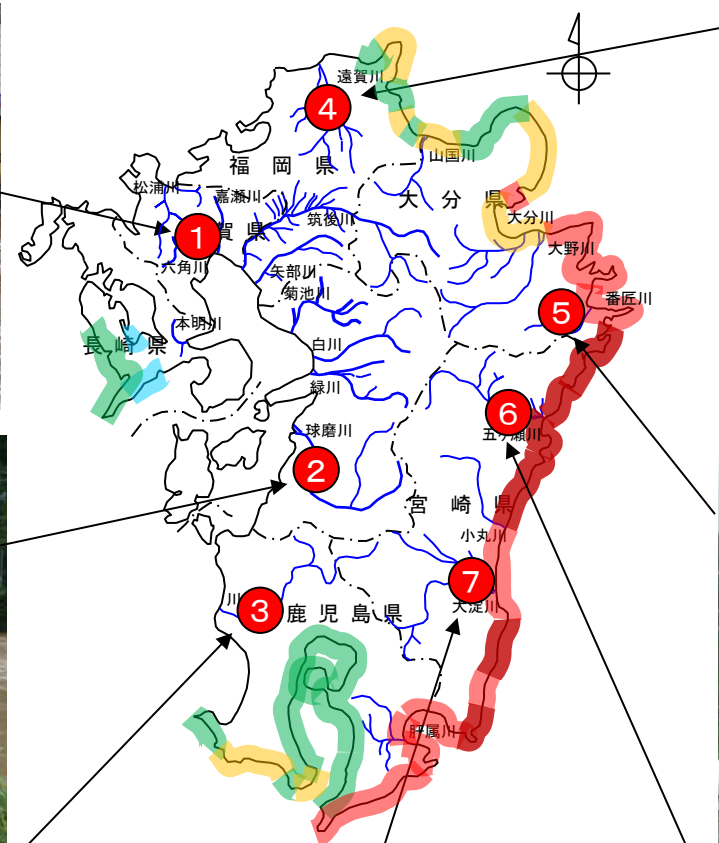 遠賀川
4
福岡県
山国川
松浦川
嘉瀬川
大分県
筑後川
大分川
1
賀県
大野川
六角川
矢部川
菊池川
番匠川
5
本明川
長崎県
白川
緑川
6
球磨川
五ヶ瀬川
2
宮崎県
小丸川
7
大淀川
川
3
鹿児島県
肝属川